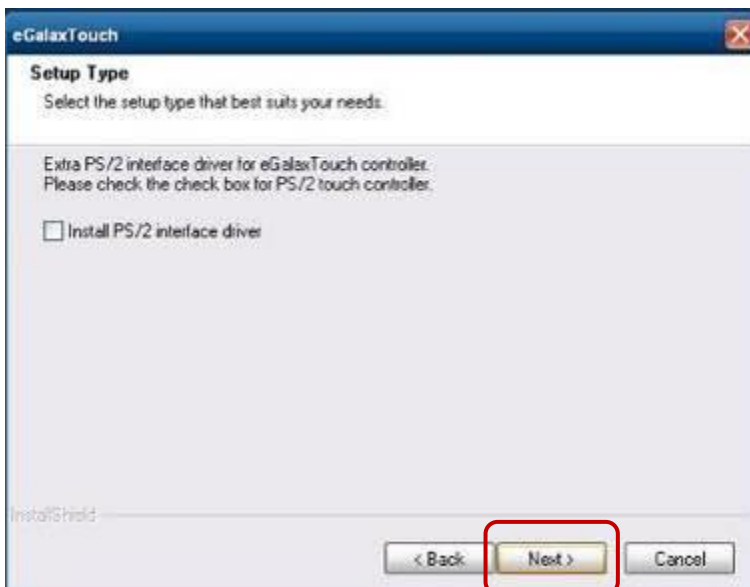 eGalaxTouch
Setup Type
Select the setup type that best suits your needs.
Extra PS/2 interface driver for eGalaxTouch controller.
Please check the check box for PS/2 touch controller.
Install PS/2 interface driver
InstallShield
< Back
Next >
Cancel